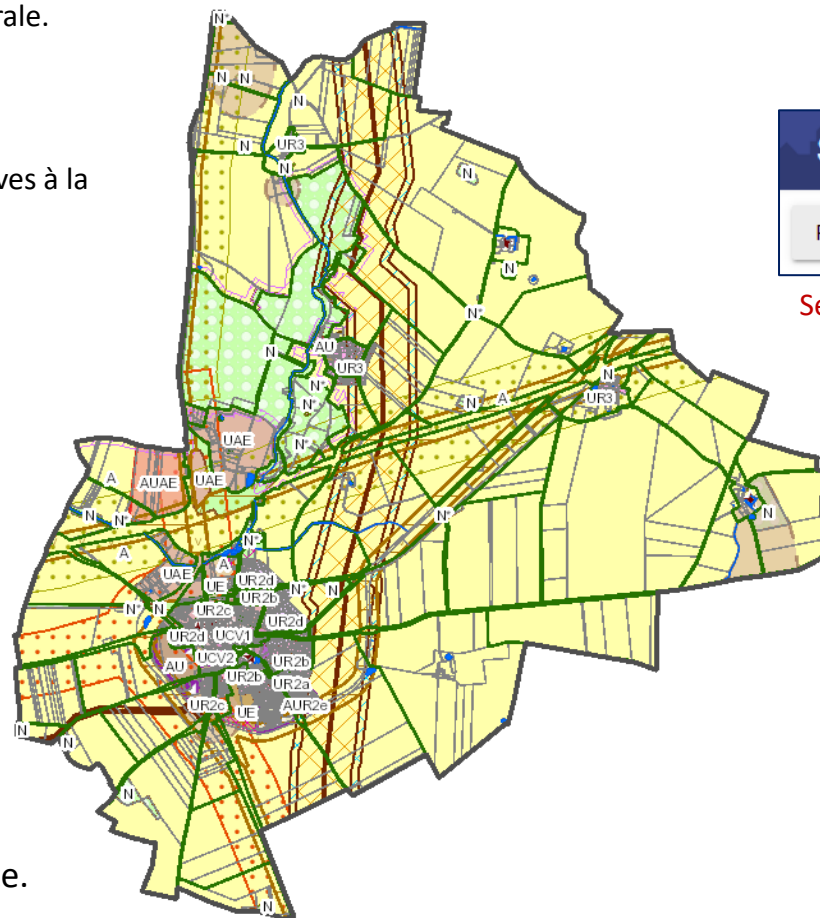 rale.
N*
N N
N
N
UR3
N
ves à la
N
N
N*
AU
N
UR3
N*
N
N*
N
A
UR3
UAE
N*
A
AUAE
UAE
N
N*
N*
N
A
N*
UAE
A
UE
UR2d
N*
N
UR2b
N*
N
UR2c
UR2d
UR2d
UCV1
AU
UCV2
UR2b
UR2b
UR2a
UR2c
UE
AUR2e
N
N
N
N
S
F
Se
e.